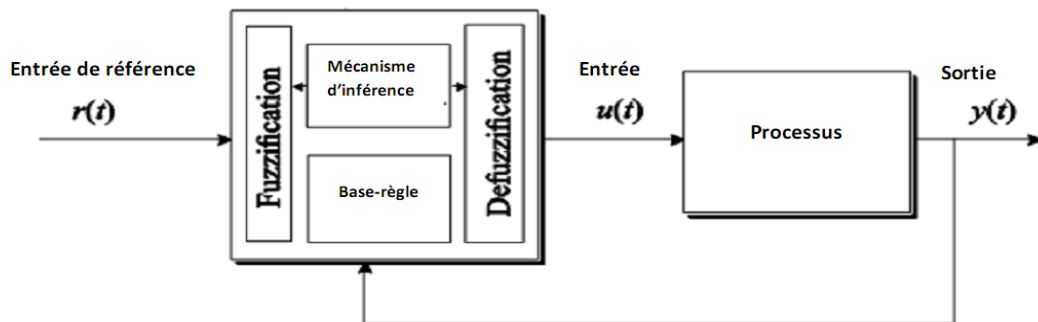 Entrée de référence
r(t)
Fuzzification
Mécanisme
d'inférence
Base-règle
Defuzzification
Entrée
u(t)
Processus
Sortie
y(t)